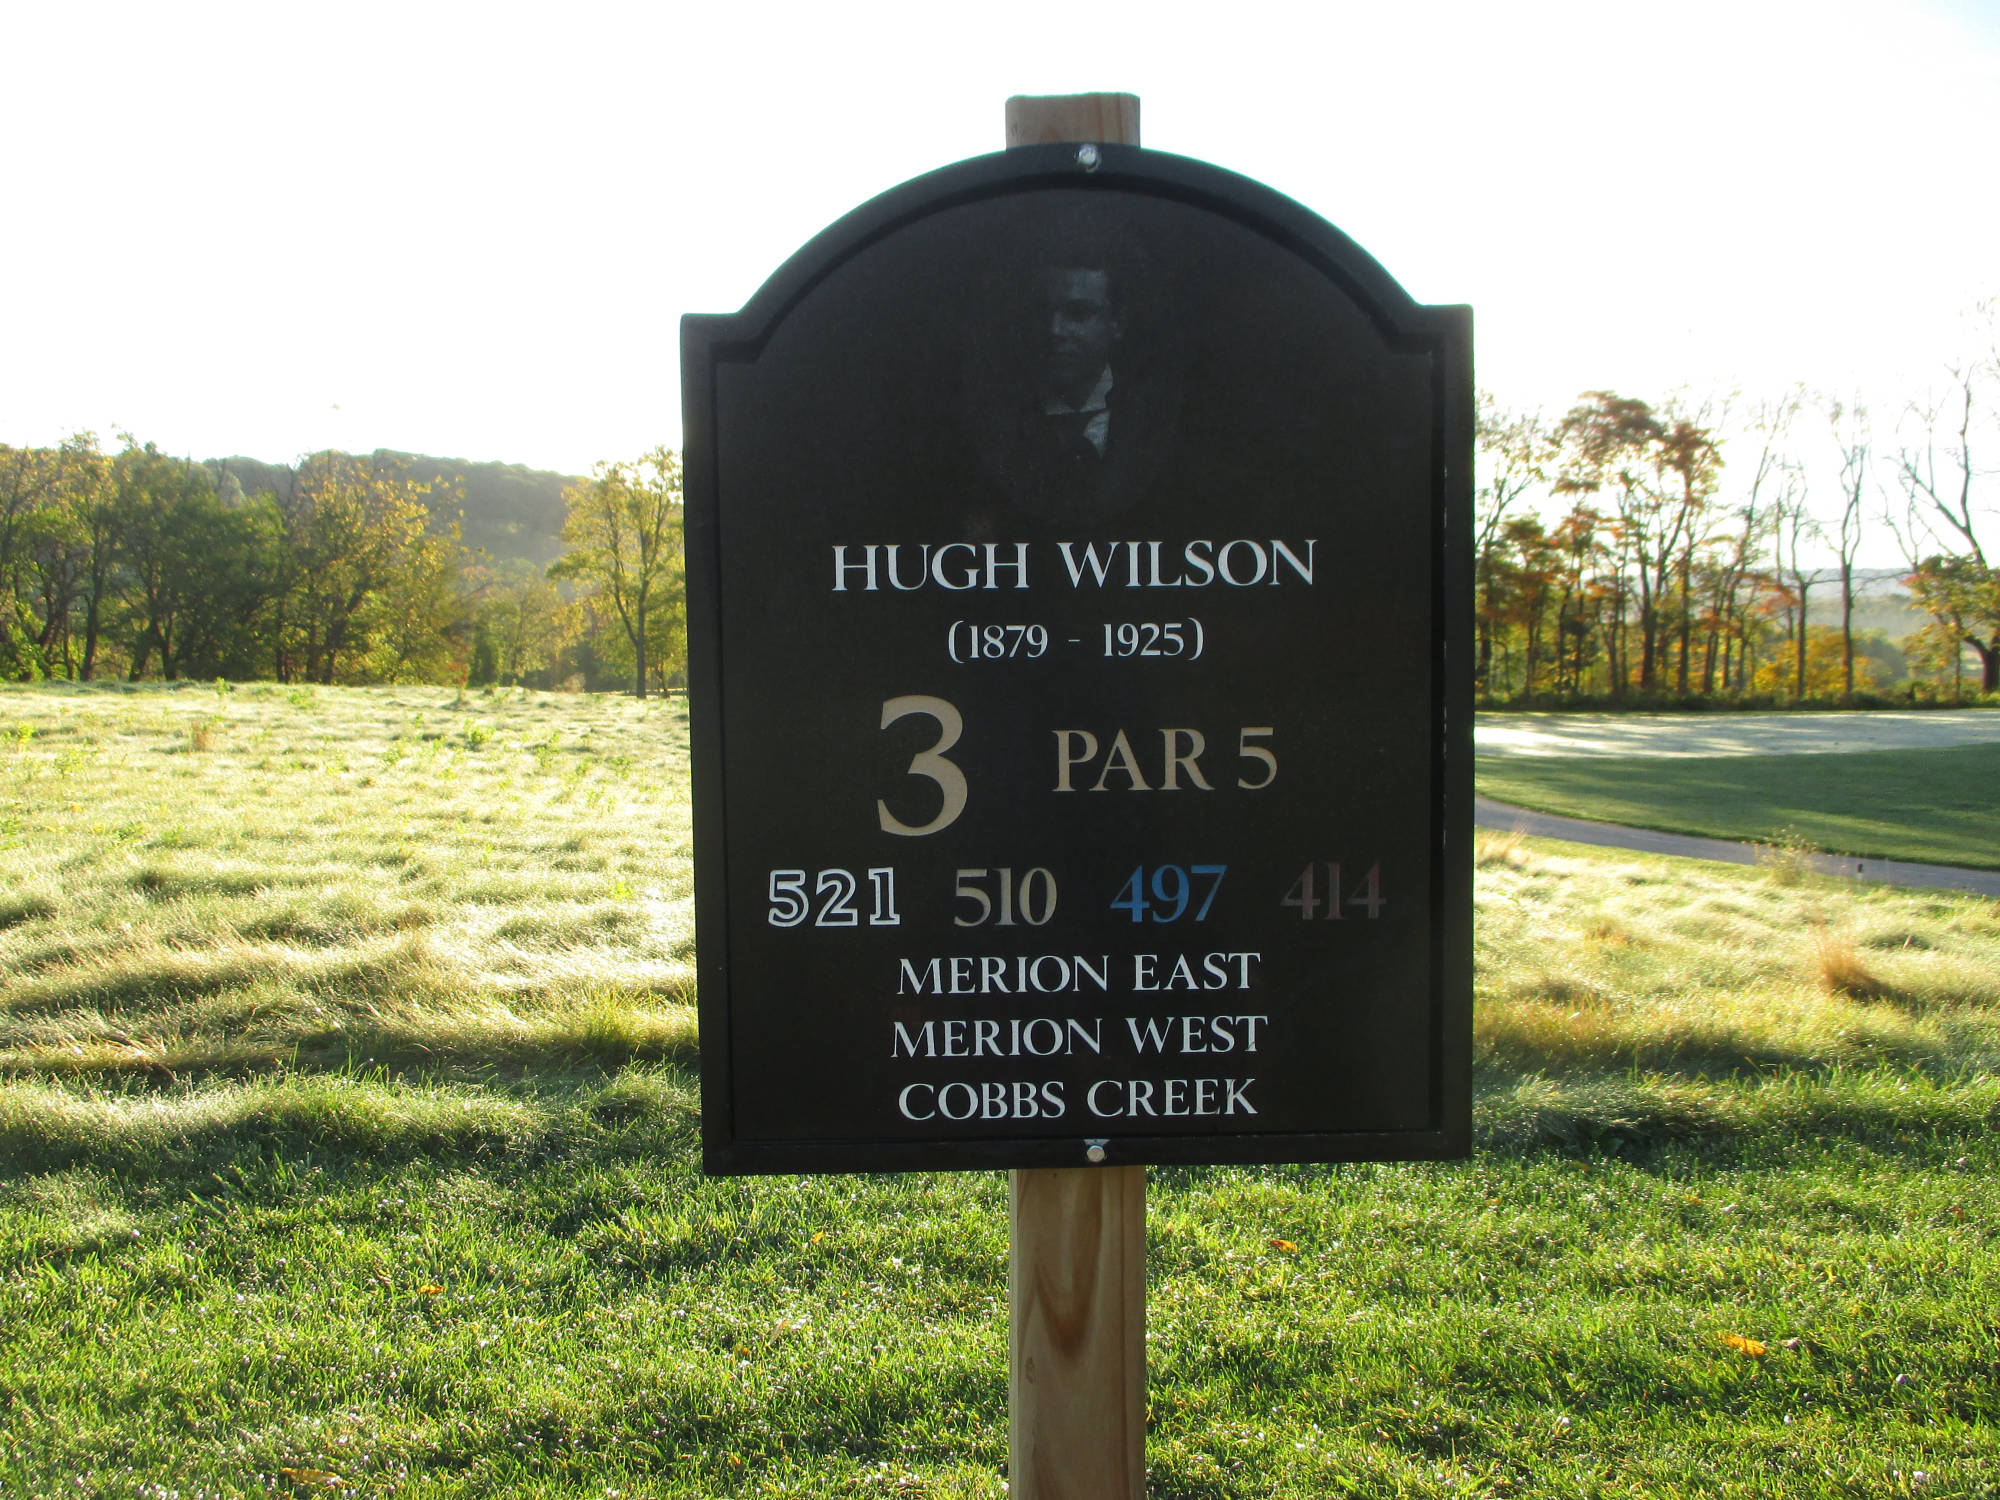 HUGH WILSON
(1879 - 1925)
3 PAR 5
521 510 497 414
MERION EAST
MERION WEST
COBBS CREEK